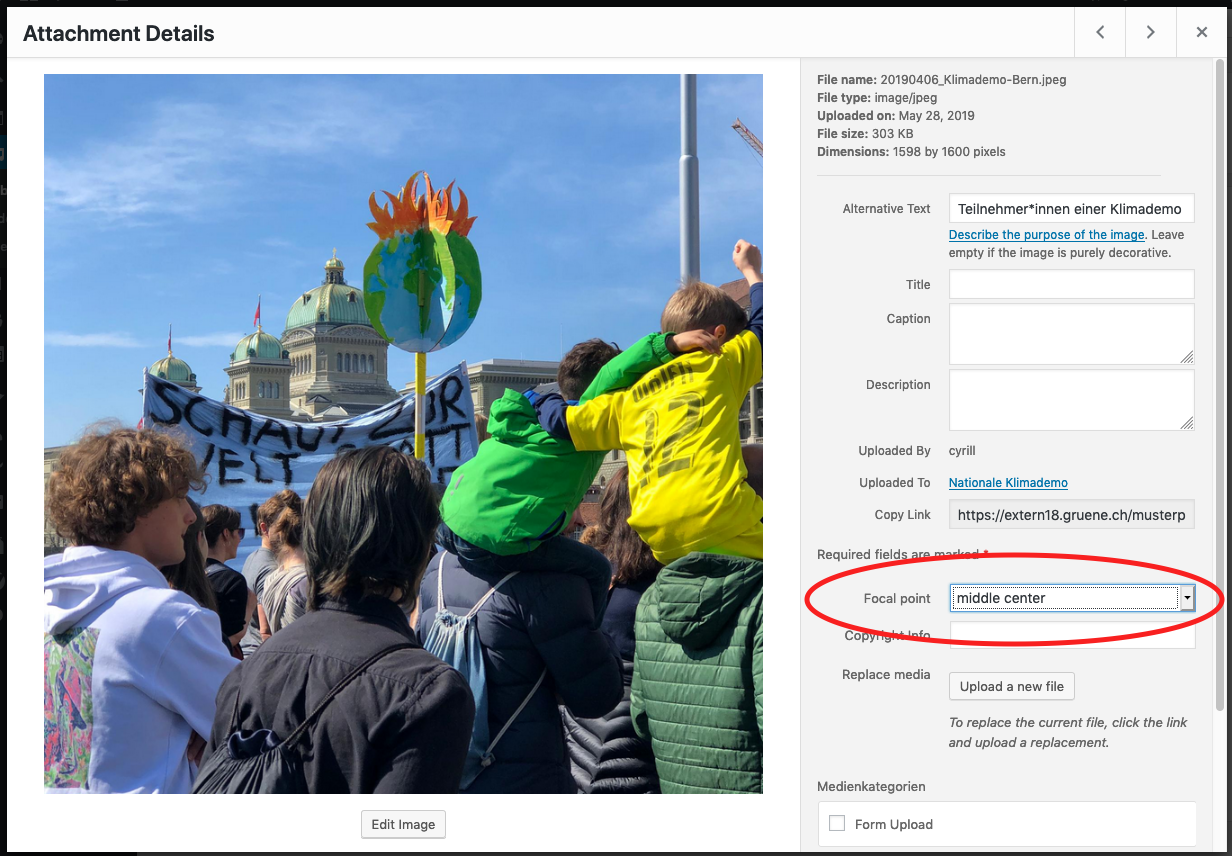 Attachment Details
File name: 20190406_Klimademo-Bern.jpeg
File type: image/jpeg
Uploaded on: May 28, 2019
File size: 303 KB
Dimensions: 1598 by 1600 pixels
Alternative Text
Teilnehmer*innen einer Klimademo
Describe the purpose of the image. Leave
empty if the image is purely decorative.
Title
Caption
Description
Uploaded By
cyrill
Uploaded To
Nationale Klimademo
Copy Link
https://extern18.gruene.ch/musterp
Required fields are marked *
Focal point
middle center
Copyright Info
Replace media
Upload a new file
To replace the current file, click the link
and upload a replacement.
Medienkategorien
Form Upload
SCHAUT ZUR
WELT
WÖLFLI
12
Edit Image